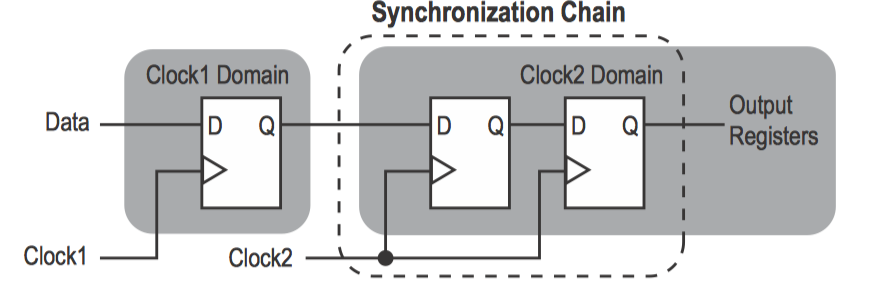 Synchronization Chain
Clock1 Domain
Clock2 Domain
Data
D
Q
D
Q
D
Q
Output
Registers
Clock1
Clock2